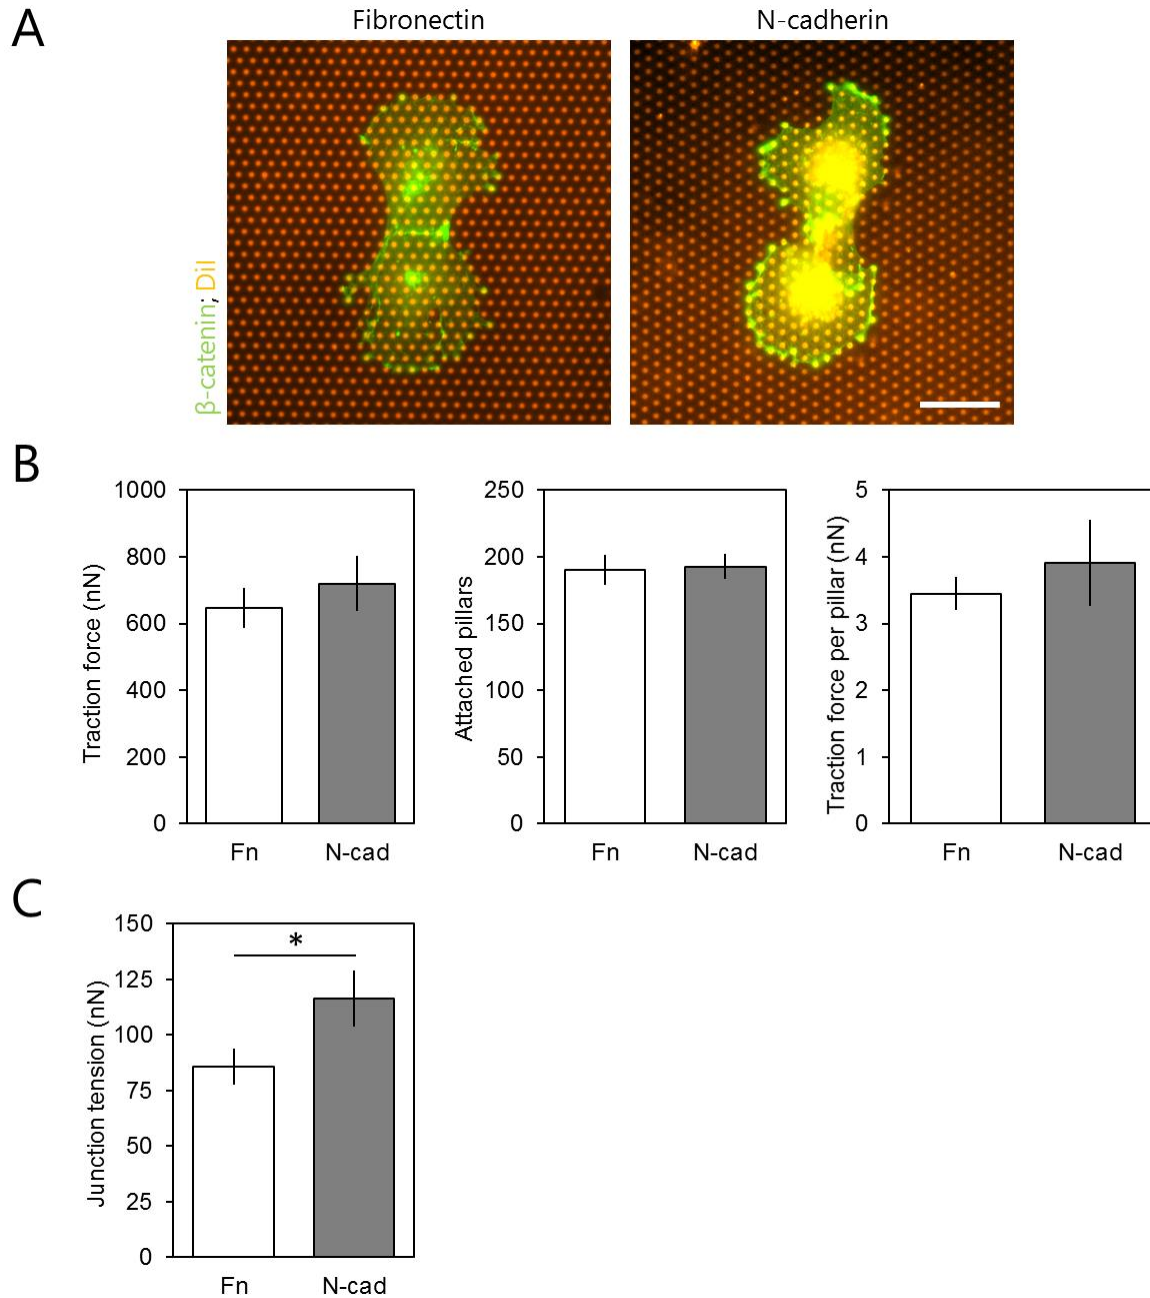 A
Fibronectin
N-cadherin
β-catenin; DiI
B
Traction force (nN)
1000
800
600
400
200
0
Fn
N-cad
Attached pillars
250
200
150
100
50
0
Fn
N-cad
Traction force per pillar (nN)
5
4
3
2
1
0
Fn
N-cad
C
Junction tension (nN)
150
125
100
75
50
25
0
*
Fn
N-cad